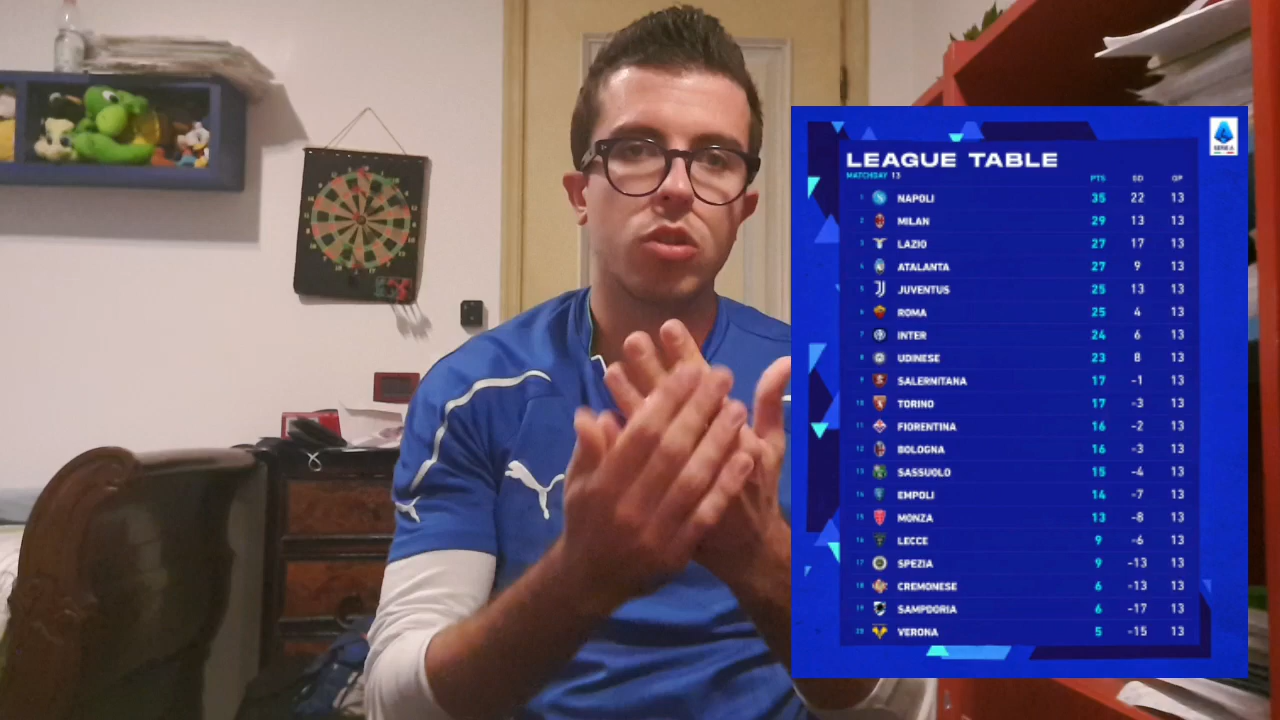 LEAGUE TABLE
MATCHDAY 13
PTS GD GP
1 NAPOLI 35 22 13
2 MILAN 29 13 13
3 LAZIO 27 17 13
4 ATALANTA 27 9 13
5 JUVENTUS 25 13 13
6 ROMA 25 4 13
7 INTER 24 6 13
8 UDINESE 23 8 13
9 SALERNITANA 17 -1 13
10 TORINO 17 -3 13
11 FIORENTINA 16 -2 13
12 BOLOGNA 16 -3 13
13 SASSUOLO 15 -4 13
14 EMPOLI 14 -7 13
15 MONZA 13 -8 13
16 LECCE 9 -6 13
17 SPEZIA 9 -13 13
18 CREMONESE 6 -13 13
19 SAMPDORIA 6 -17 13
20 VERONA 5 -15 13